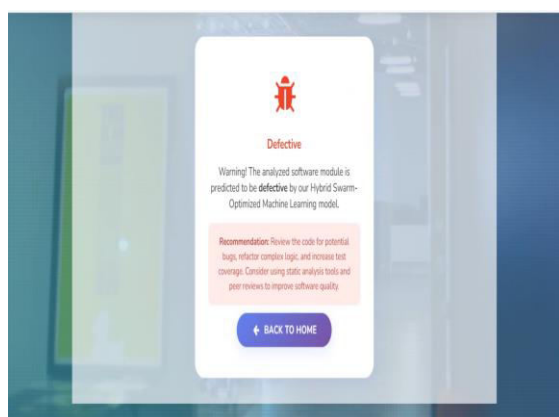 Defective
Warning! The analyzed software module is
predicted to be defective by our Hybrid Swarm-
Optimized Machine Learning model.
Recommendation: Review the code for potential
bugs, refactor complex logic, and increase test
coverage. Consider using static analysis tools and
peer reviews to improve software quality.
← BACK TO HOME